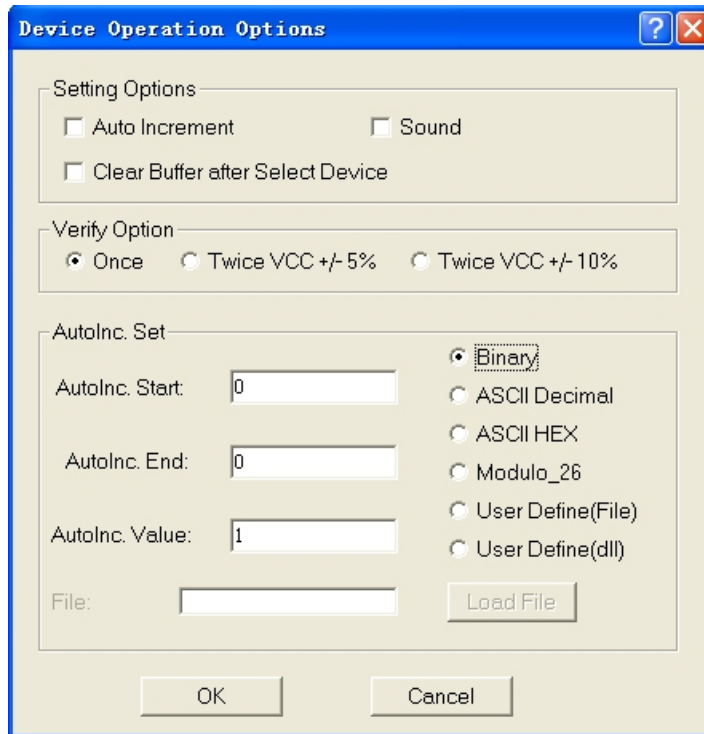 Device Operation Options
Setting Options
Auto Increment Sound
Clear Buffer after Select Device
Verify Option
Once Twice VCC +/- 5% Twice VCC +/- 10%
AutoInc. Set
Binary
AutoInc. Start: 0
ASCII Decimal
ASCII HEX
AutoInc. End: 0
Modulo_26
User Define(File)
AutoInc. Value: 1
User Define(dll)
File: Load File
OK Cancel